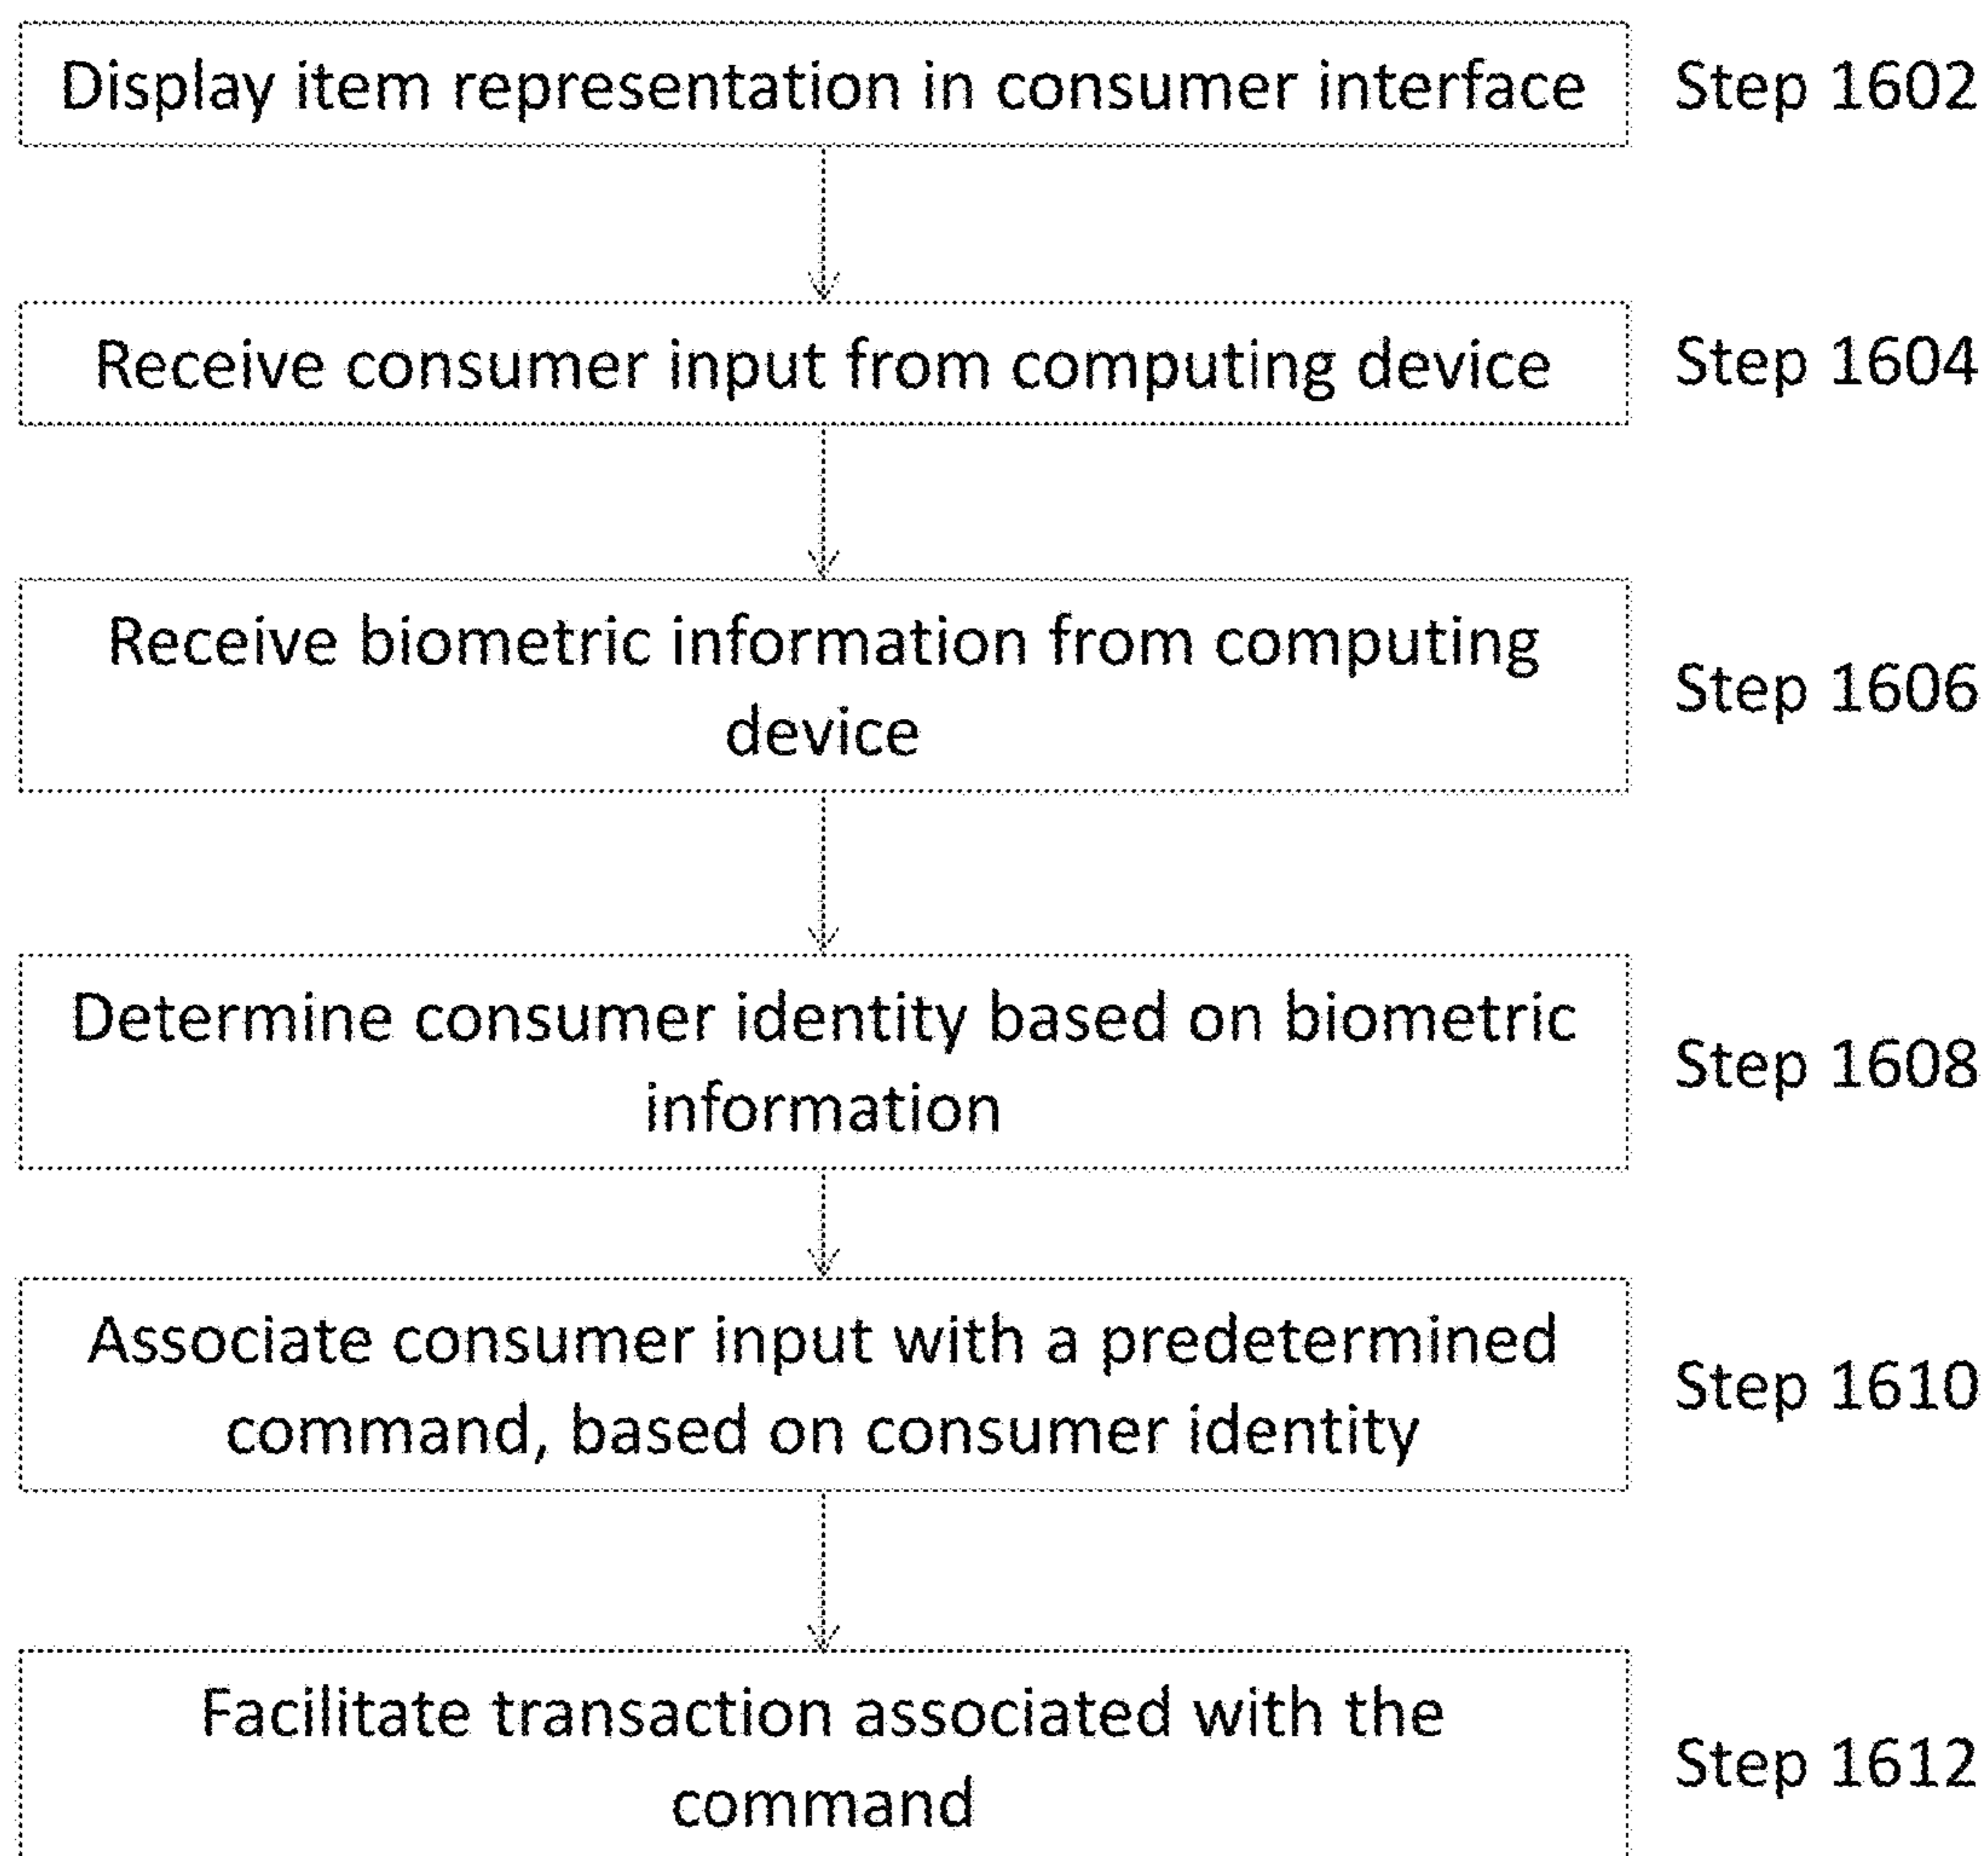 Display item representation in consumer interface
Step 1602
Receive consumer input from computing device
Step 1604
Receive biometric information from computing
device
Step 1606
Determine consumer identity based on biometric
information
Step 1608
Associate consumer input with a predetermined
command, based on consumer identity
Step 1610
Facilitate transaction associated with the
command
Step 1612